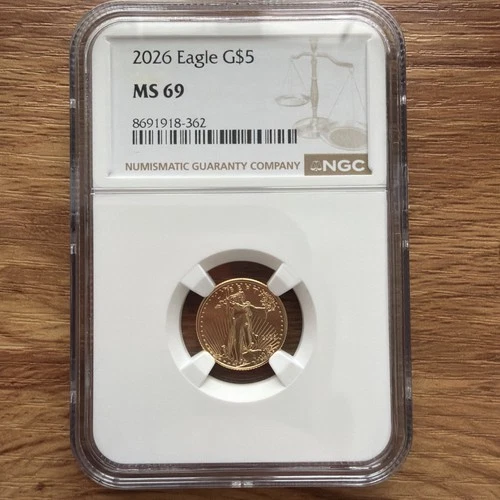 2026 Eagle G$5
MS 69
8691918-362
NUMISMATIC GUARANTY COMPANY NGC